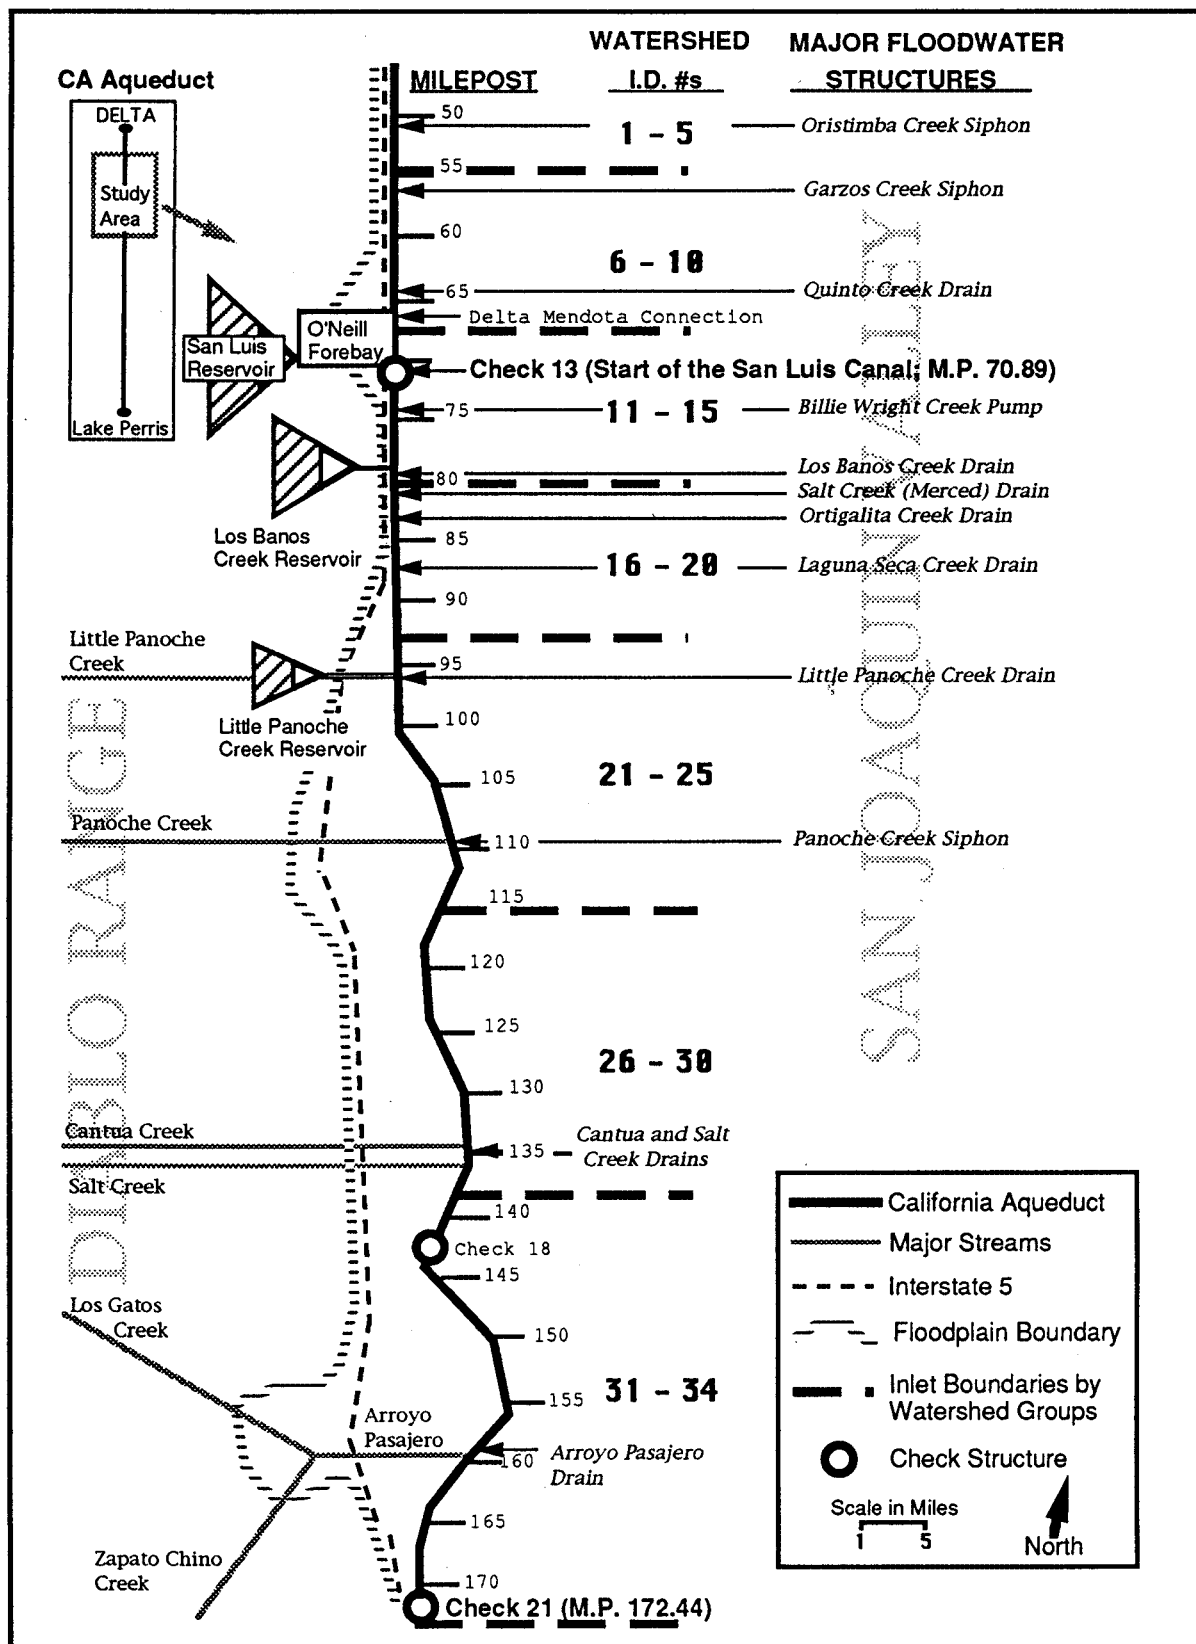 WATERSHED
I.D. #s
MAJOR FLOODWATER
STRUCTURES
MILEPOST
CA Aqueduct
DELTA
Study
Area
Lake Perris
50
Oristimba Creek Siphon
1 - 5
55
Garzos Creek Siphon
60
6 - 10
65
Quinto Creek Drain
Delta Mendota Connection
O'Neill
Forebay
San Luis
Reservoir
Check 13 (Start of the San Luis Canal; M.P. 70.89)
75
11 - 15
Billie Wright Creek Pump
Los Banos Creek Drain
80
Salt Creek (Merced) Drain
Ortigalita Creek Drain
Los Banos
Creek Reservoir
85
16 - 20
Laguna Seca Creek Drain
90
Little Panoche
Creek
95
Little Panoche Creek Drain
Little Panoche
Creek Reservoir
100
21 - 25
105
Panoche Creek
110
Panoche Creek Siphon
115
120
125
26 - 30
130
Cantua Creek
135
Cantua and Salt
Creek Drains
Salt Creek
140
Check 18
145
Los Gatos
Creek
150
31 - 34
155
Arroyo
Pasajero
Arroyo Pasajero
Drain
160
165
Zapato Chino
Creek
170
Check 21 (M.P. 172.44)
DIABLO RANGE
SAN JOAQUIN VALLEY
California Aqueduct
Major Streams
Interstate 5
Floodplain Boundary
Inlet Boundaries by
Watershed Groups
Check Structure
Scale in Miles
1 5
North